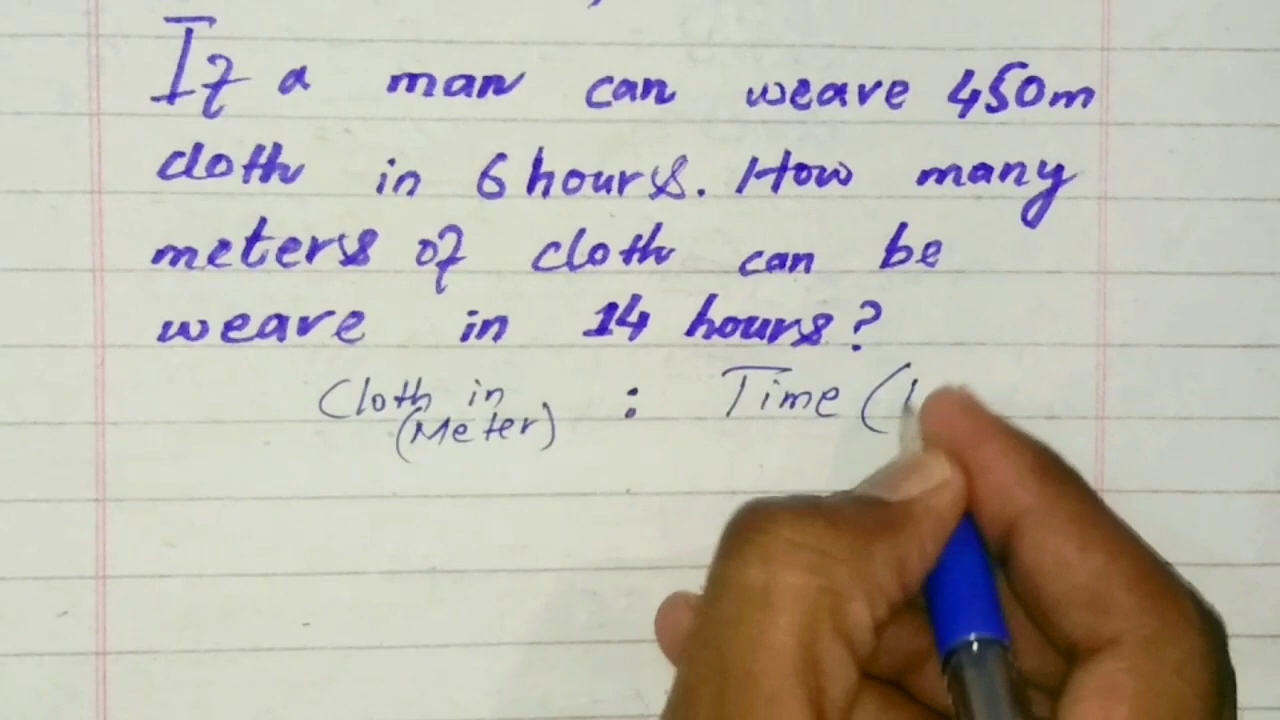 If a man can weave 450m
cloth in 6 hours. How many
meters of cloth can be
weave in 14 hours?
Cloth in : Time (
(Meter)